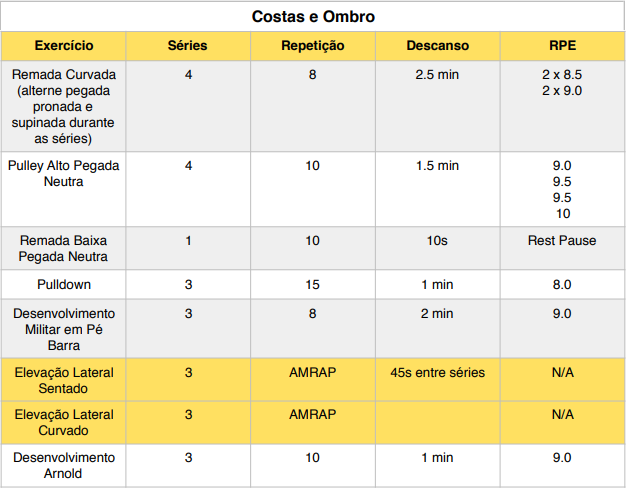 Costas e Ombro
Exercício Séries Repetição Descanso RPE
Remada Curvada 4 8 2.5 min 2 x 8.5
(alterne pegada 2 x 9.0
pronada e
supinada durante
as séries)
Pulley Alto Pegada 4 10 1.5 min 9.0
Neutra 9.5
9.5
10
Remada Baixa 1 10 10s Rest Pause
Pegada Neutra
Pulldown 3 15 1 min 8.0
Desenvolvimento 3 8 2 min 9.0
Militar em Pé
Barra
Elevação Lateral 3 AMRAP 45s entre séries N/A
Sentado
Elevação Lateral 3 AMRAP N/A
Curvado
Desenvolvimento 3 10 1 min 9.0
Arnold